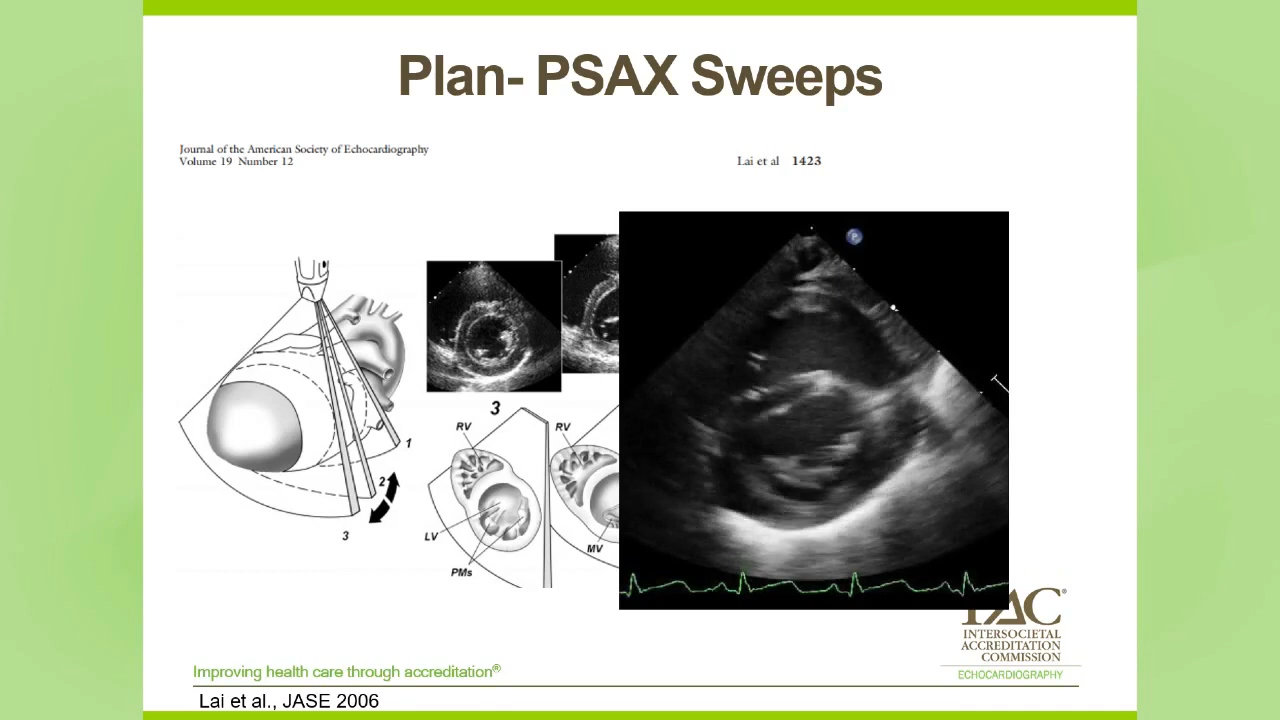 Plan- PSAX Sweeps
Journal of the American Society of Echocardiography
Volume 19 Number 12
Lai et al 1423
1
2
3
3
RV
LV
PMs
RV
MV
P
IAC®
INTERSOCIETAL
ACCREDITATION
COMMISSION
ECHOCARDIOGRAPHY
Improving health care through accreditation®
Lai et al., JASE 2006